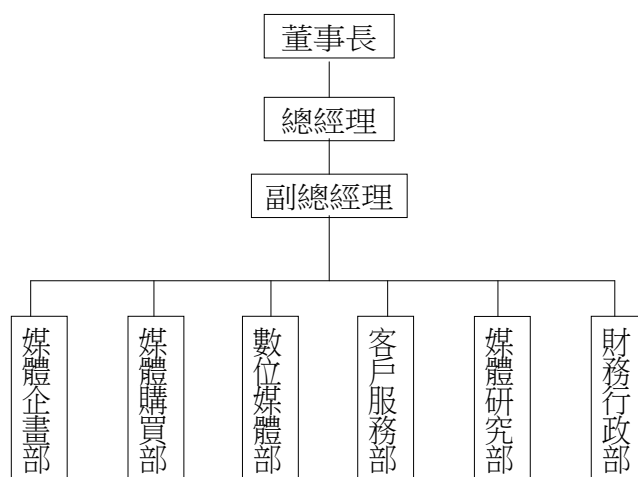 董事長
總經理
副總經理
媒體企畫部
媒體購買部
數位媒體部
客戶服務部
媒體研究部
財務行政部